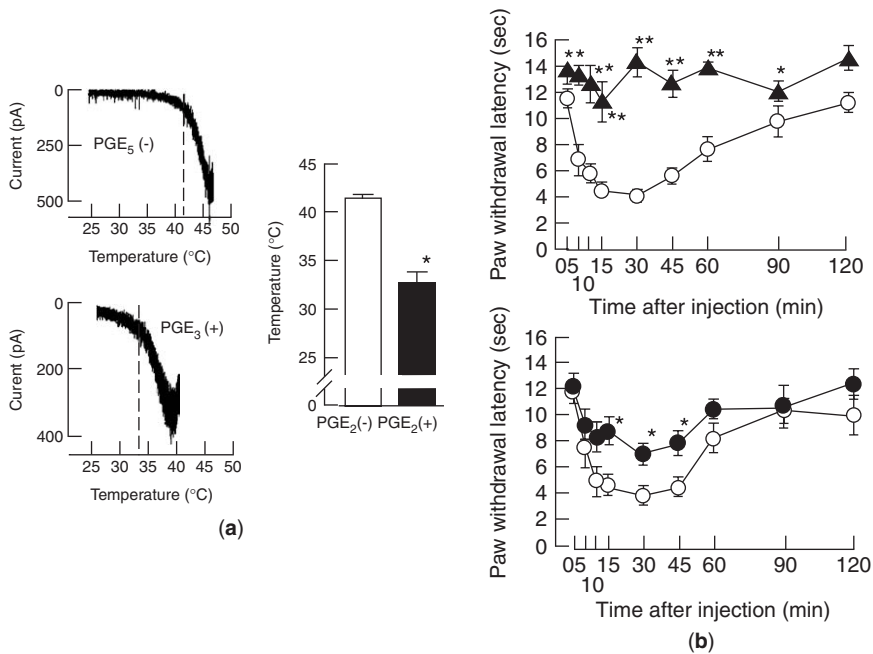 0
250
500
Current (pA)
PGE5 (-)
25 30 35 40 45 50
Temperature (°C)
0
200
400
Current (pA)
PGE3 (+)
25 30 35 40 45 50
Temperature (°C)
45
41
35
31
25
0
Temperature (°C)
*
PGE2(-) PGE2(+)
(a)
16
14
12
10
8
6
4
2
0
Paw withdrawal latency (sec)
** ** ** ** ** ** *
05 15 30 45 60 90 120
10
Time after injection (min)
16
14
12
10
8
6
4
2
0
Paw withdrawal latency (sec)
* * *
05 15 30 45 60 90 120
10
Time after injection (min)
(b)